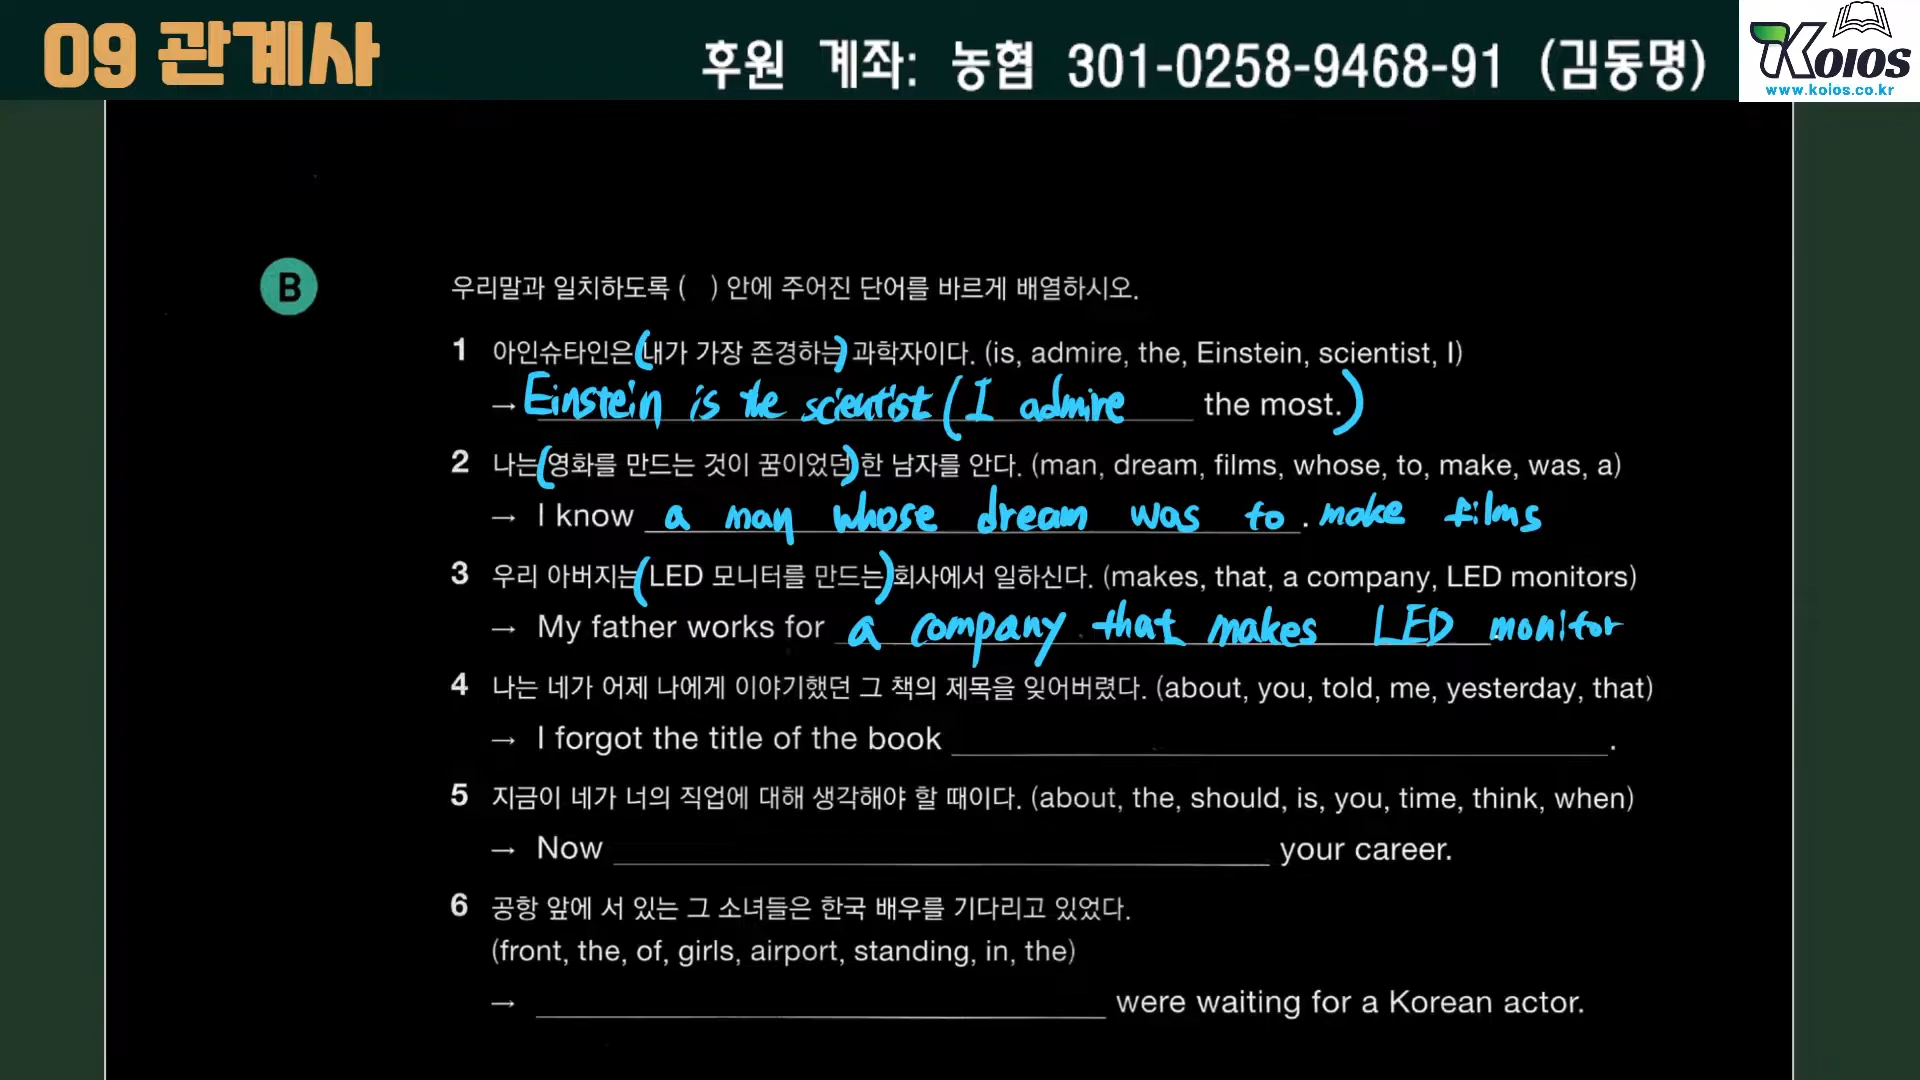 09 관계사
후원 계좌: 농협 301-0258-9468-91 (김동명)
KOIOS
www.koios.co.kr
B
우리말과 일치하도록 ( ) 안에 주어진 단어를 바르게 배열하시오.
1 아인슈타인은 (내가 가장 존경하는) 과학자이다. (is, admire, the, Einstein, scientist, I)
→ Einstein is the scientist (I admire the most.)
2 나는 (영화를 만드는 것이 꿈이었던) 한 남자를 안다. (man, dream, films, whose, to, make, was, a)
→ I know a man whose dream was to . make films
3 우리 아버지는 (LED 모니터를 만드는) 회사에서 일하신다. (makes, that, a company, LED monitors)
→ My father works for a company that makes LED monitor
4 나는 네가 어제 나에게 이야기했던 그 책의 제목을 잊어버렸다. (about, you, told, me, yesterday, that)
→ I forgot the title of the book .
5 지금이 네가 너의 직업에 대해 생각해야 할 때이다. (about, the, should, is, you, time, think, when)
→ Now your career.
6 공항 앞에 서 있는 그 소녀들은 한국 배우를 기다리고 있었다.
(front, the, of, girls, airport, standing, in, the)
→ were waiting for a Korean actor.